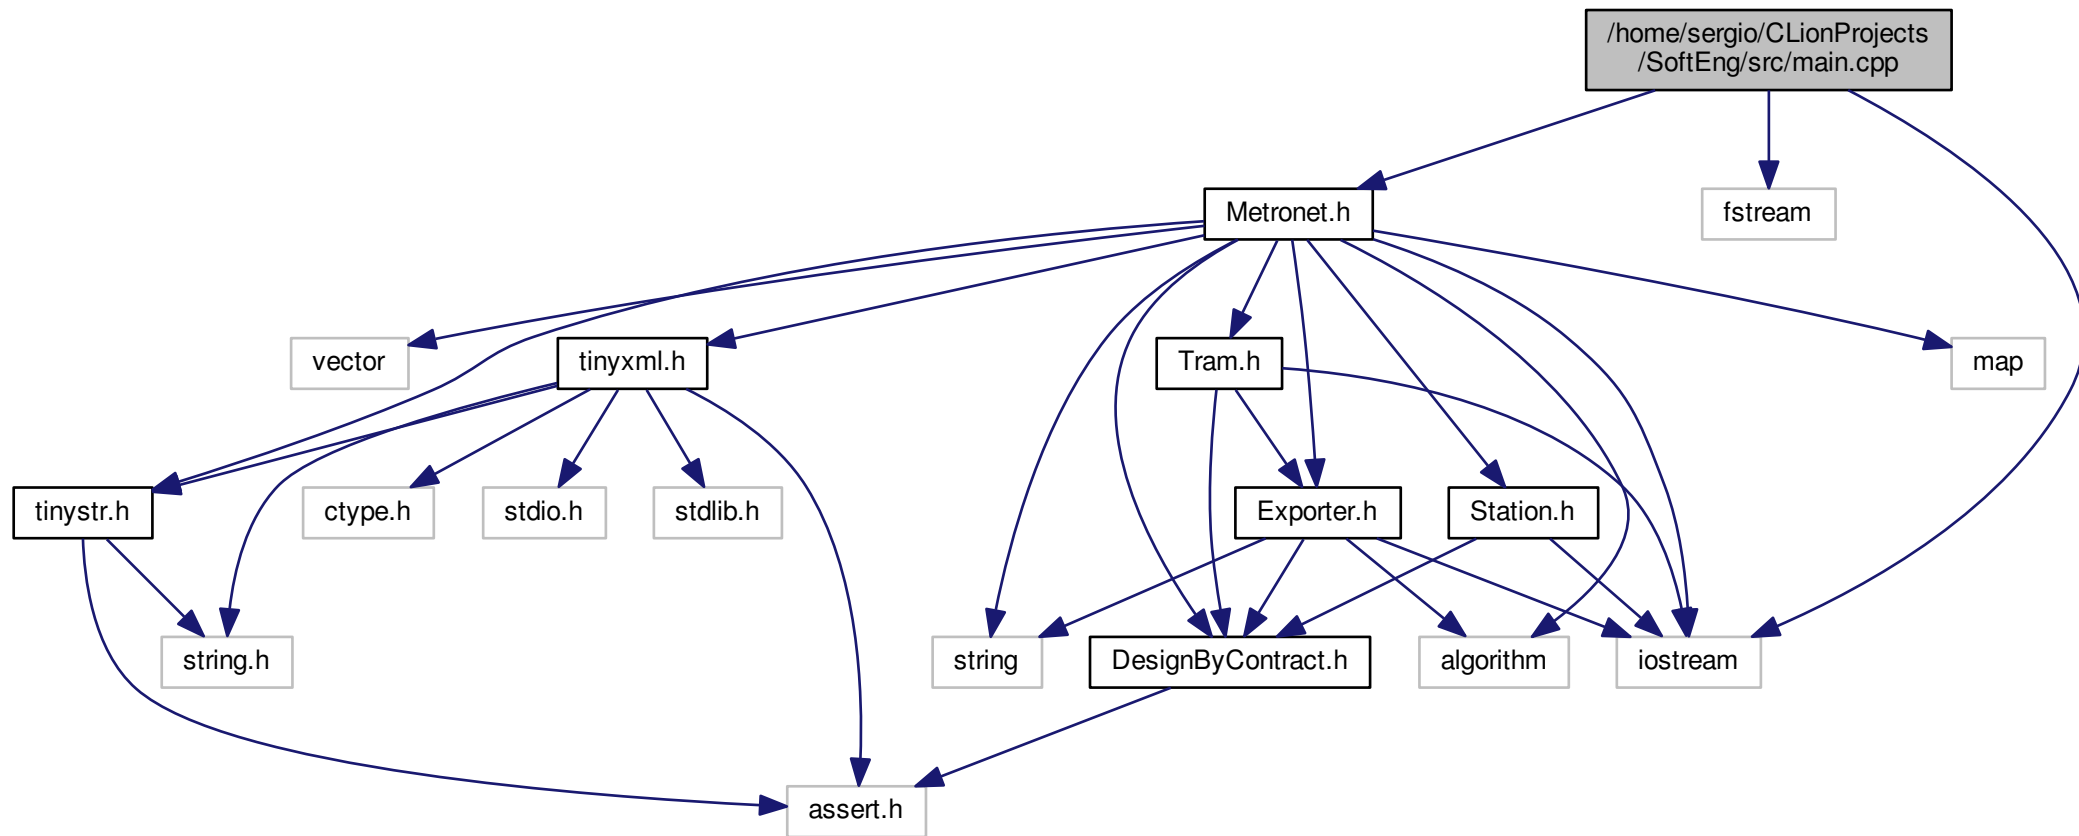 /home/sergio/CLionProjects
/SoftEng/src/main.cpp
Metronet.h
fstream
vector
tinyxml.h
Tram.h
map
tinystr.h
ctype.h
stdio.h
stdlib.h
Exporter.h
Station.h
string.h
string
DesignByContract.h
algorithm
iostream
assert.h